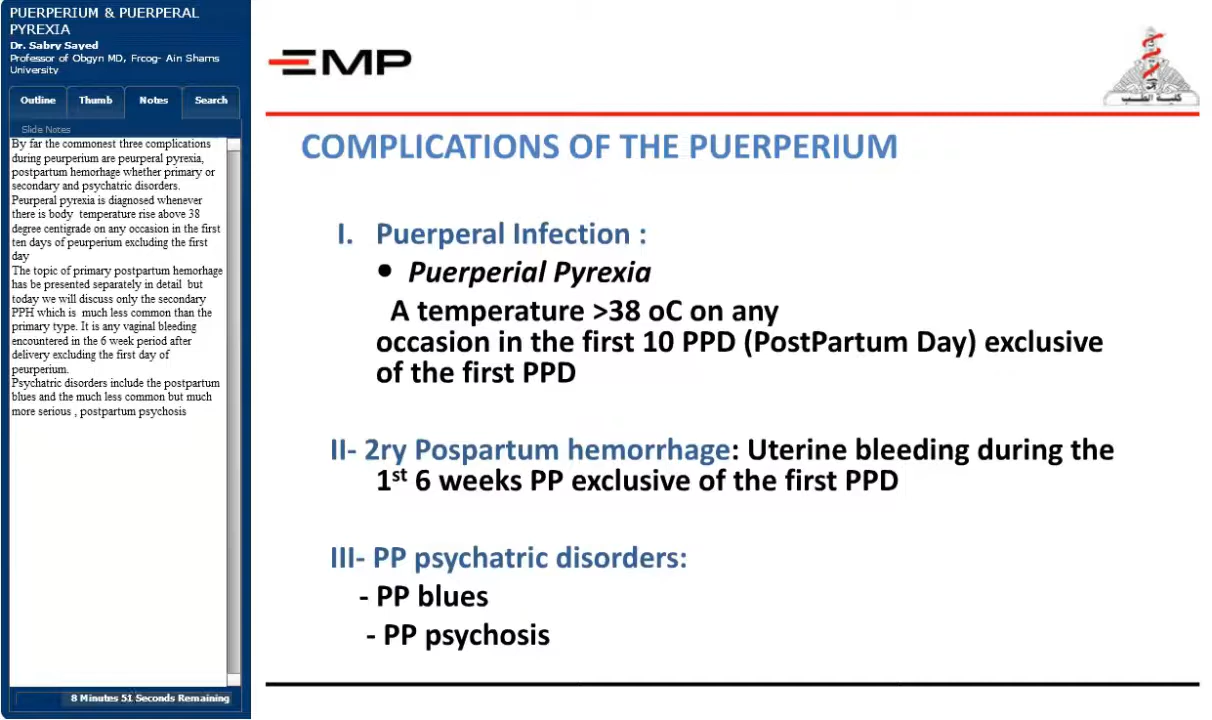 PUERPERIUM & PUERPERAL
PYREXIA
Dr. Sabry Sayed
Professor of Obgyn MD, Frcog- Ain Shams
University
Outline Thumb Notes Search
Slide Notes
By far the commonest three complications
during peurperium are peurperal pyrexia,
postpartum hemorrhage whether primary or
secondary and psychatric disorders.
Peurperal pyrexia is diagnosed whenever
there is body temperature rise above 38
degree centigrade on any occasion in the first
ten days of peurperium excluding the first
day
The topic of primary postpartum hemorrhage
has be presented separately in detail but
today we will discuss only the secondary
PPH which is much less common than the
primary type. It is any vaginal bleeding
encountered in the 6 week period after
delivery excluding the first day of
peurperium.
Psychatric disorders include the postpartum
blues and the much less common but much
more serious , postpartum psychosis
8 Minutes 51 Seconds Remaining
EMP
كلية الطب
COMPLICATIONS OF THE PUERPERIUM
I. Puerperal Infection :
• Puerperial Pyrexia
A temperature >38 oC on any
occasion in the first 10 PPD (PostPartum Day) exclusive
of the first PPD
II- 2ry Pospartum hemorrhage: Uterine bleeding during the
1st 6 weeks PP exclusive of the first PPD
III- PP psychatric disorders:
- PP blues
- PP psychosis